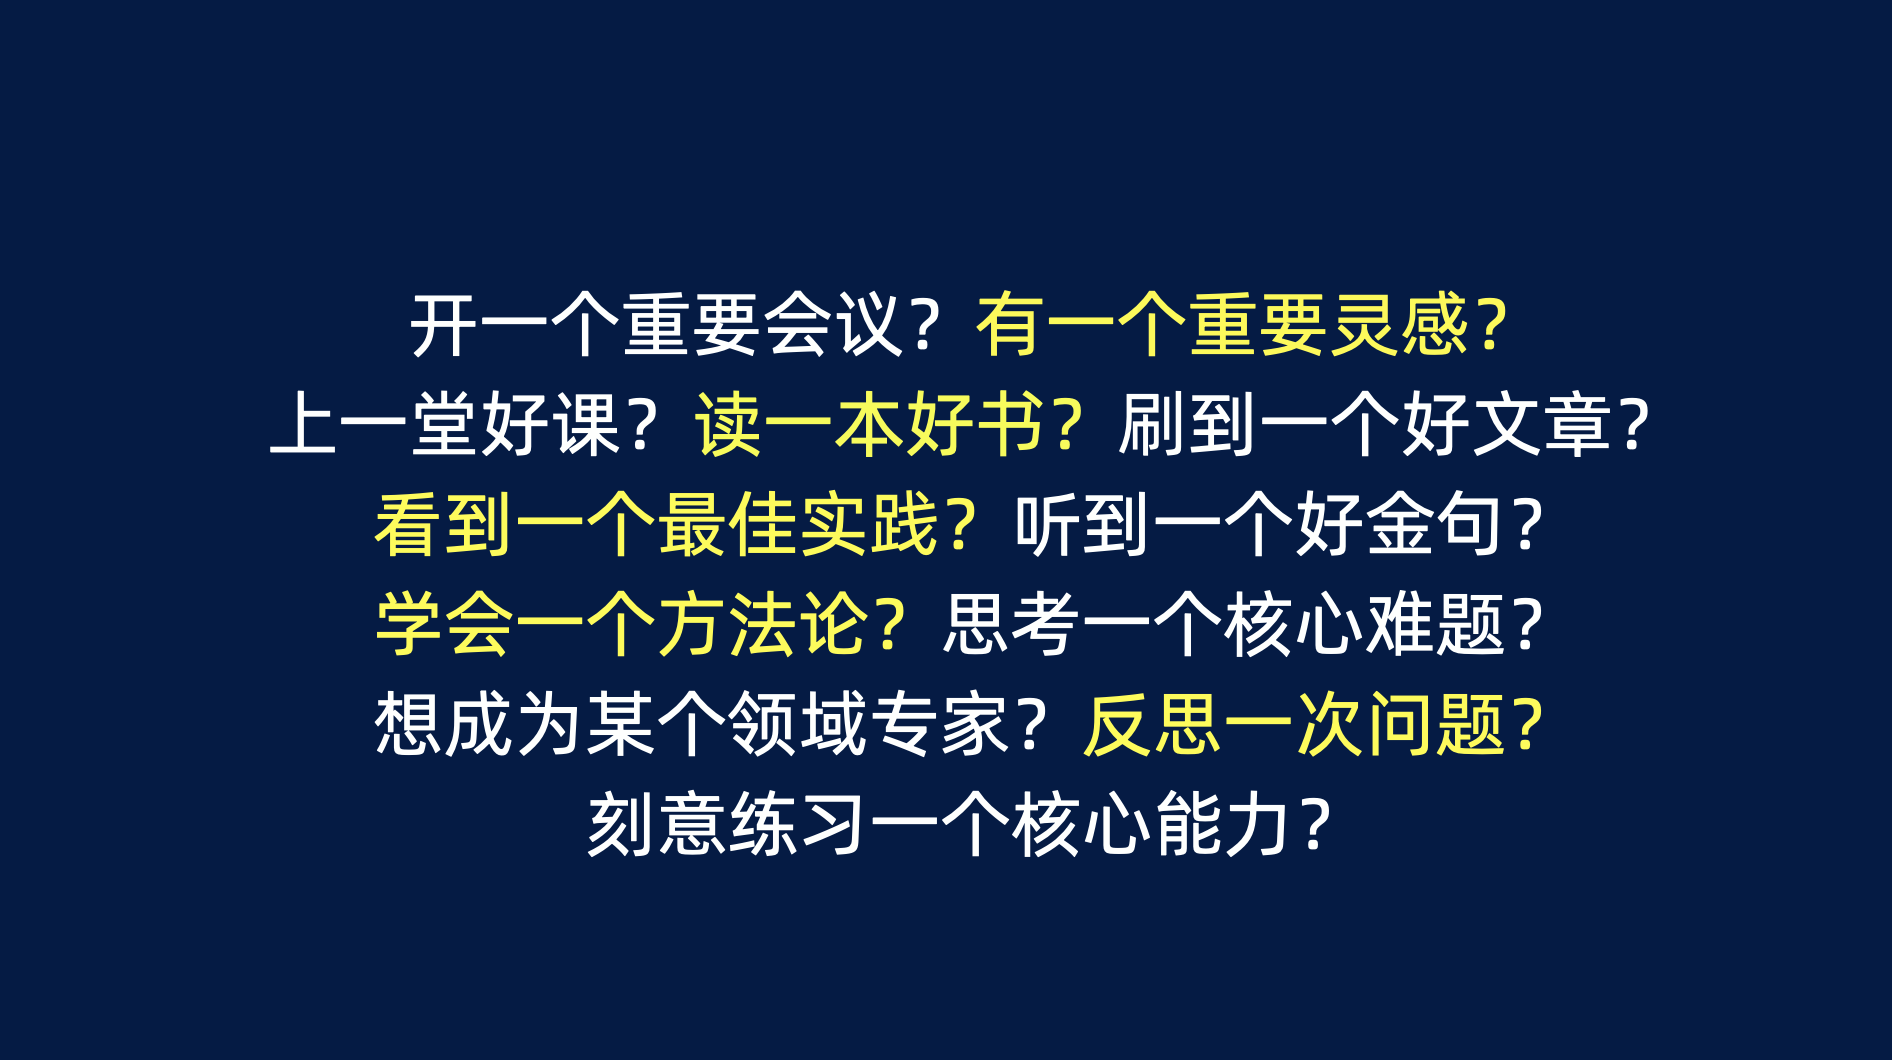 开一个重要会议？有一个重要灵感？
上一堂好课？读一本好书？刷到一个好文章？
看到一个最佳实践？听到一个好金句？
学会一个方法论？思考一个核心难题？
想成为某个领域专家？反思一次问题？
刻意练习一个核心能力？